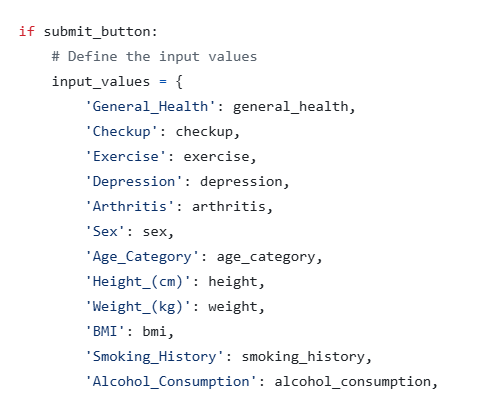 if submit_button:
# Define the input values
input_values = {
'General_Health': general_health,
'Checkup': checkup,
'Exercise': exercise,
'Depression': depression,
'Arthritis': arthritis,
'Sex': sex,
'Age_Category': age_category,
'Height_(cm)': height,
'Weight_(kg)': weight,
'BMI': bmi,
'Smoking_History': smoking_history,
'Alcohol_Consumption': alcohol_consumption,